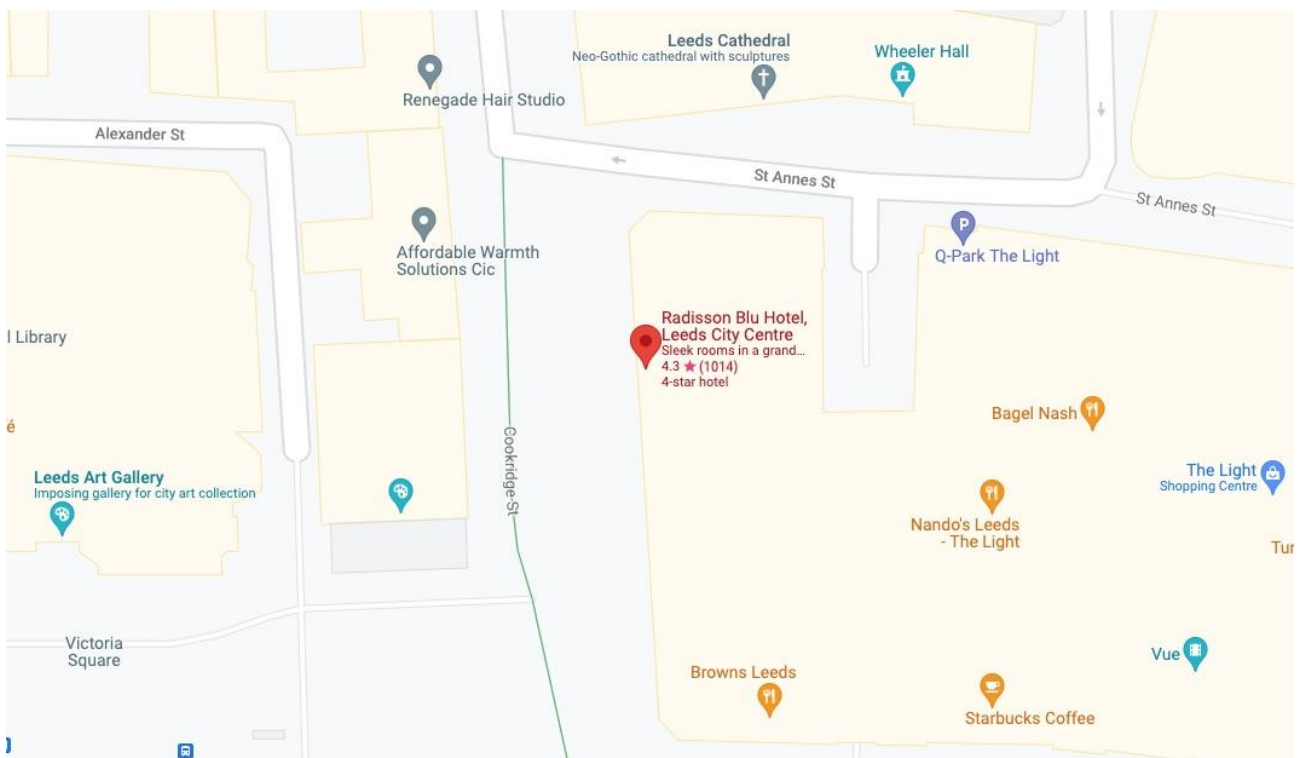 Leeds Cathedral
Neo-Gothic cathedral with sculptures
Wheeler Hall
Renegade Hair Studio
Alexander St
St Annes St
St Annes St
Affordable Warmth
Solutions Cic
Q-Park The Light
P
l Library
Radisson Blu Hotel,
Leeds City Centre
Sleek rooms in a grand...
4.3 ★ (1014)
4-star hotel
é
Bagel Nash
Cookridge St
Leeds Art Gallery
Imposing gallery for city art collection
The Light
Shopping Centre
Nando's Leeds
- The Light
Tur
Victoria
Square
Vue
Browns Leeds
Starbucks Coffee